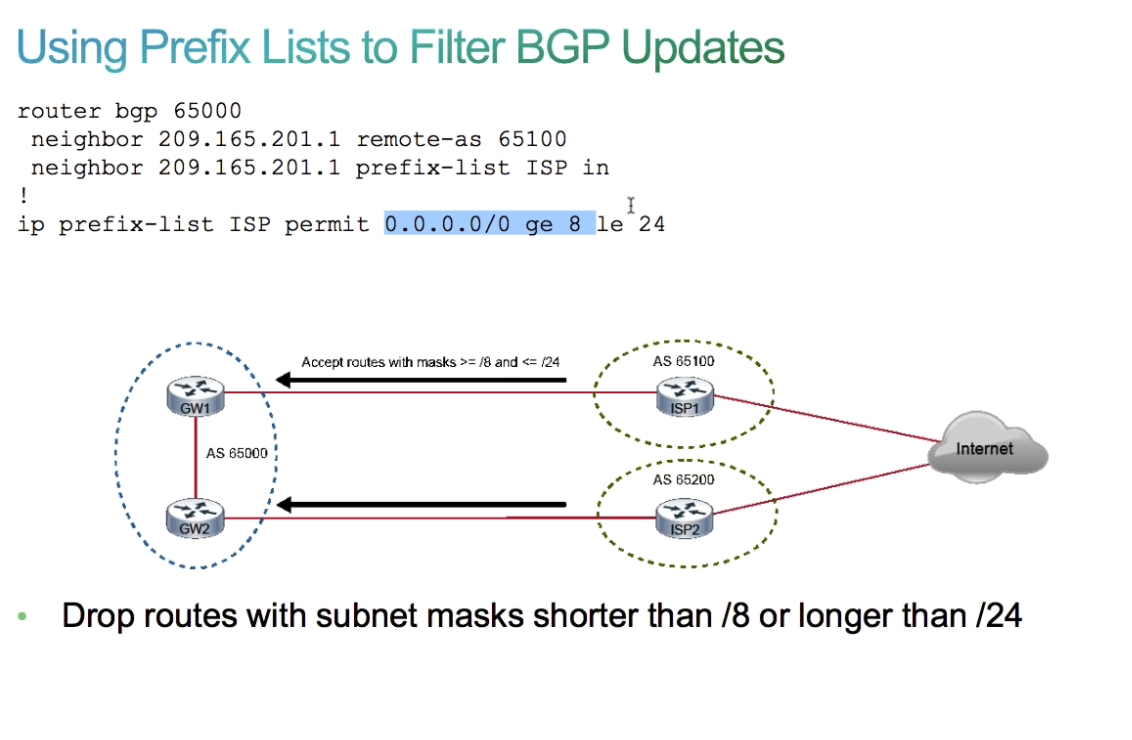 Using Prefix Lists to Filter BGP Updates
router bgp 65000
neighbor 209.165.201.1 remote-as 65100
neighbor 209.165.201.1 prefix-list ISP in
!
ip prefix-list ISP permit 0.0.0.0/0 ge 8 le 24
Accept routes with masks >= /8 and <= /24
AS 65100
GW1
ISP1
Internet
AS 65000
AS 65200
GW2
ISP2
• Drop routes with subnet masks shorter than /8 or longer than /24